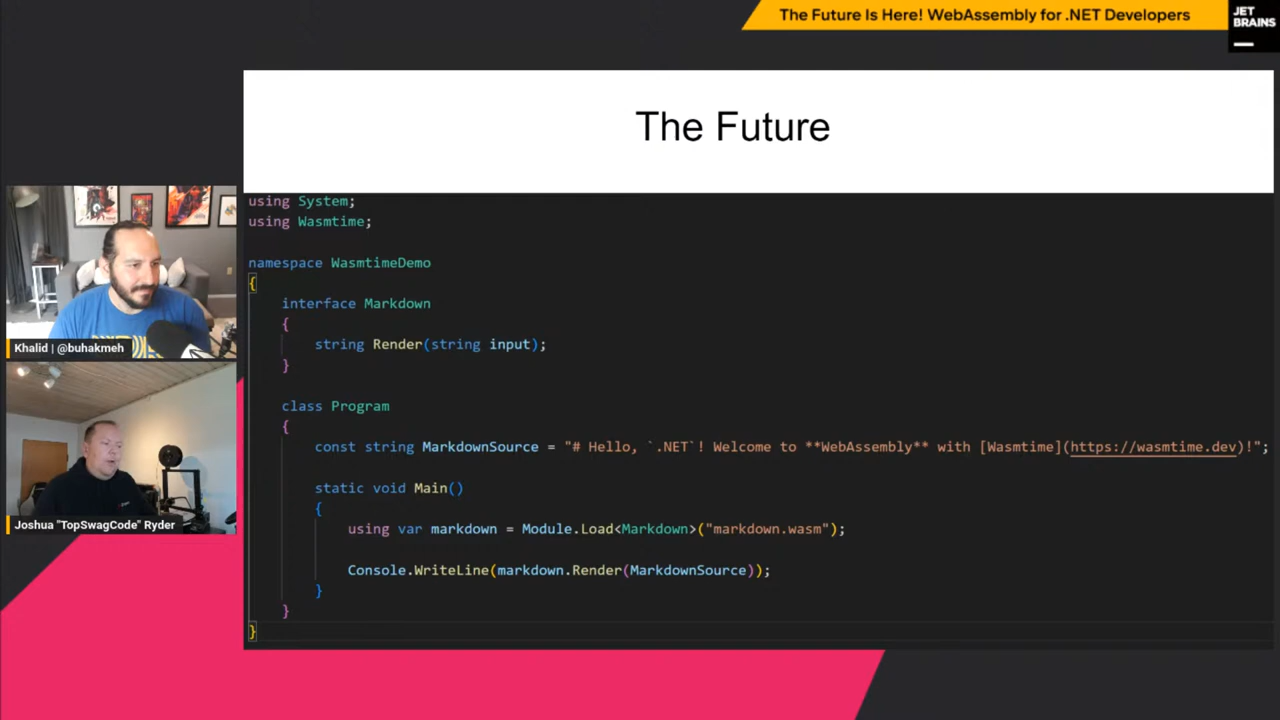 The Future Is Here! WebAssembly for .NET Developers
JET
BRAINS
The Future
using System;
using Wasmtime;
namespace WasmtimeDemo
{
interface Markdown
{
string Render(string input);
}
class Program
{
const string MarkdownSource = "# Hello, `.NET`! Welcome to **WebAssembly** with [Wasmtime](https://wasmtime.dev)!";
static void Main()
{
using var markdown = Module.Load<Markdown>("markdown.wasm");
Console.WriteLine(markdown.Render(MarkdownSource));
}
}
}
Khalid | @buhakmeh
Joshua "TopSwagCode" Ryder